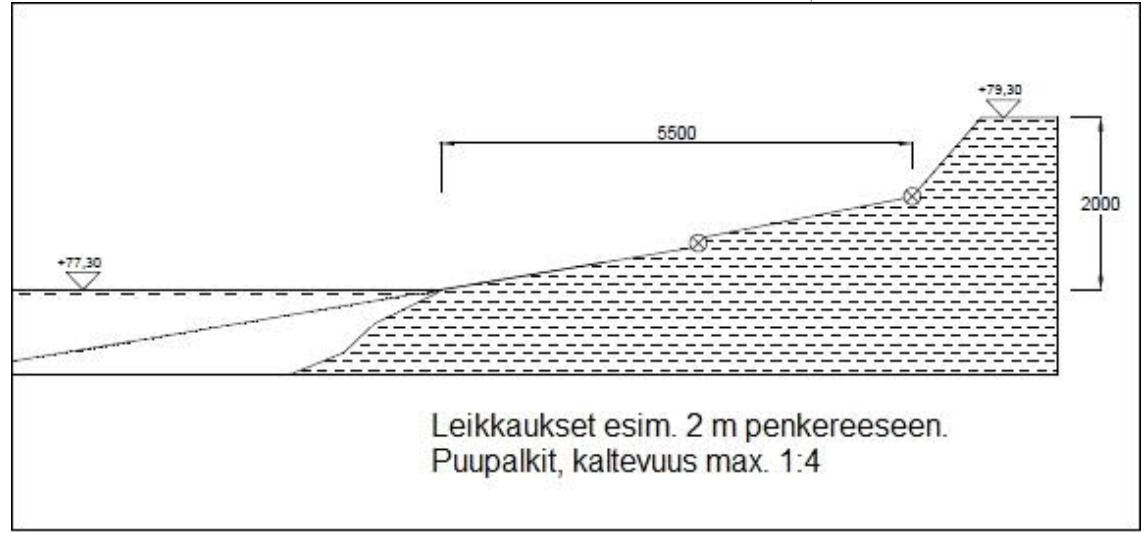 +79,30
5500
2000
+77,30
Leikkaukset esim. 2 m penkereeseen.
Puupalkit, kaltevuus max. 1:4